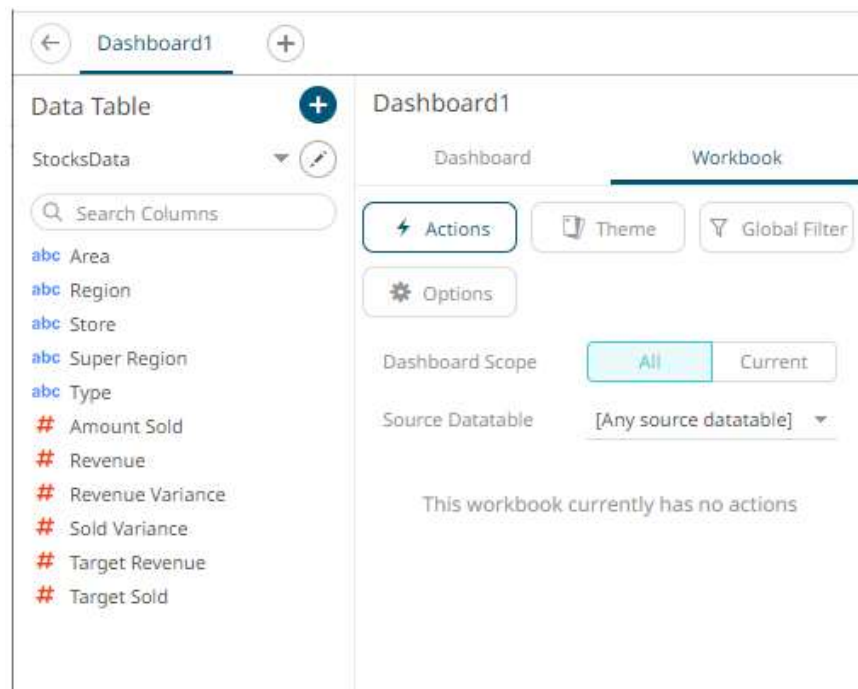 Dashboard1
Data Table
StocksData
Search Columns
abc Area
abc Region
abc Store
abc Super Region
abc Type
# Amount Sold
# Revenue
# Revenue Variance
# Sold Variance
# Target Revenue
# Target Sold
Dashboard1
Dashboard Workbook
Actions Theme Global Filter
Options
Dashboard Scope All Current
Source Datatable [Any source datatable]
This workbook currently has no actions